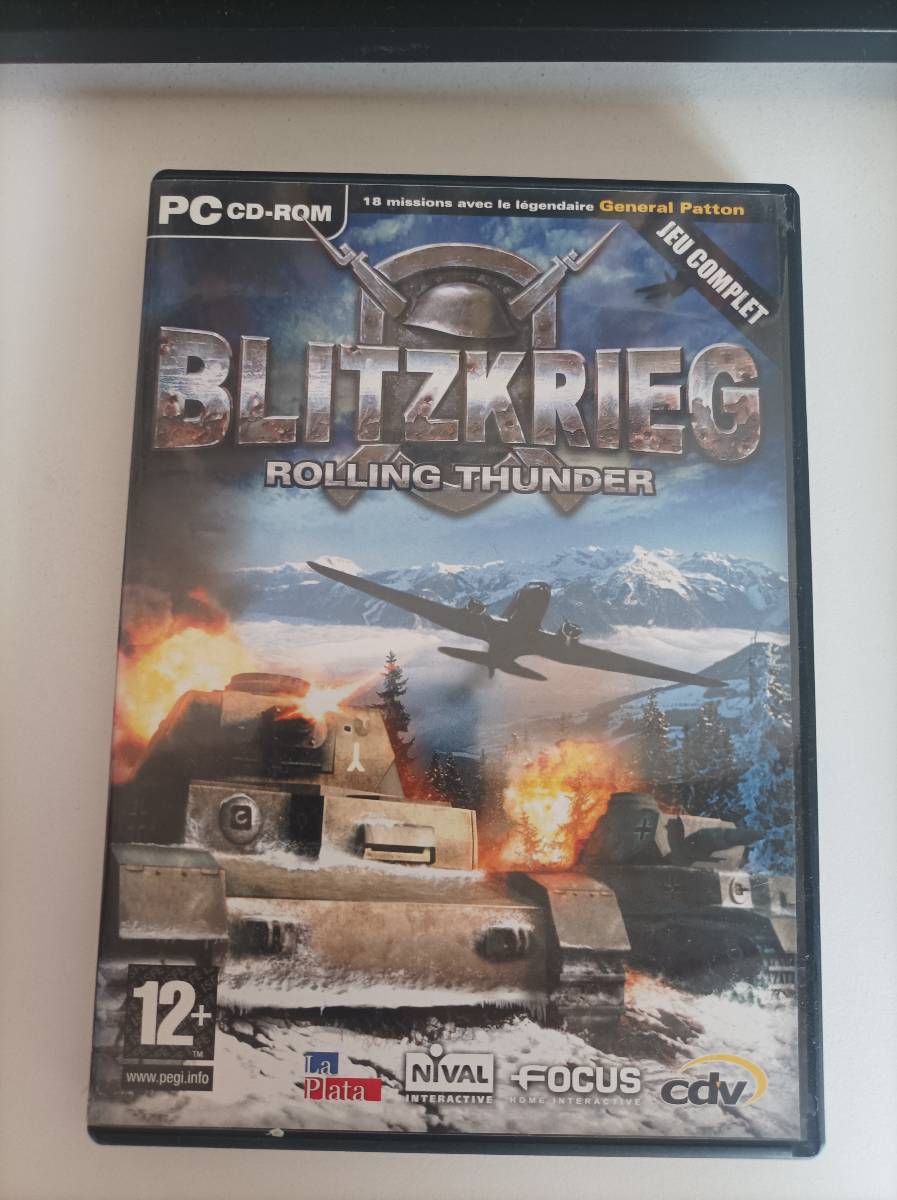 PC CD-ROM
18 missions avec le légendaire General Patton
JEU COMPLET
BLITZKRIEG
ROLLING THUNDER
12+
TM
www.pegi.info
La
Plata
NIVAL
INTERACTIVE
FOCUS
HOME INTERACTIVE
cdv